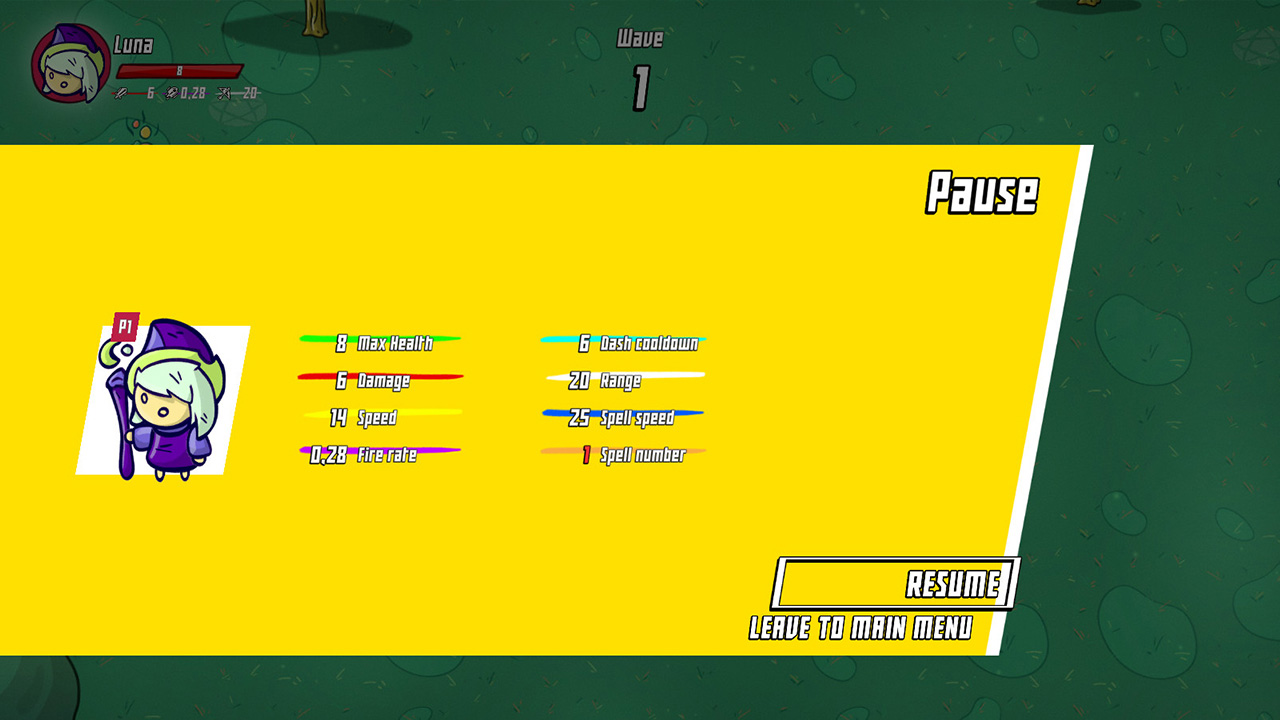 Luna
8
6 0,28 20
Wave
1
Pause
P1
8 Max Health
6 Damage
14 Speed
0,28 Fire rate
6 Dash cooldown
20 Range
25 Spell speed
1 Spell number
RESUME
LEAVE TO MAIN MENU